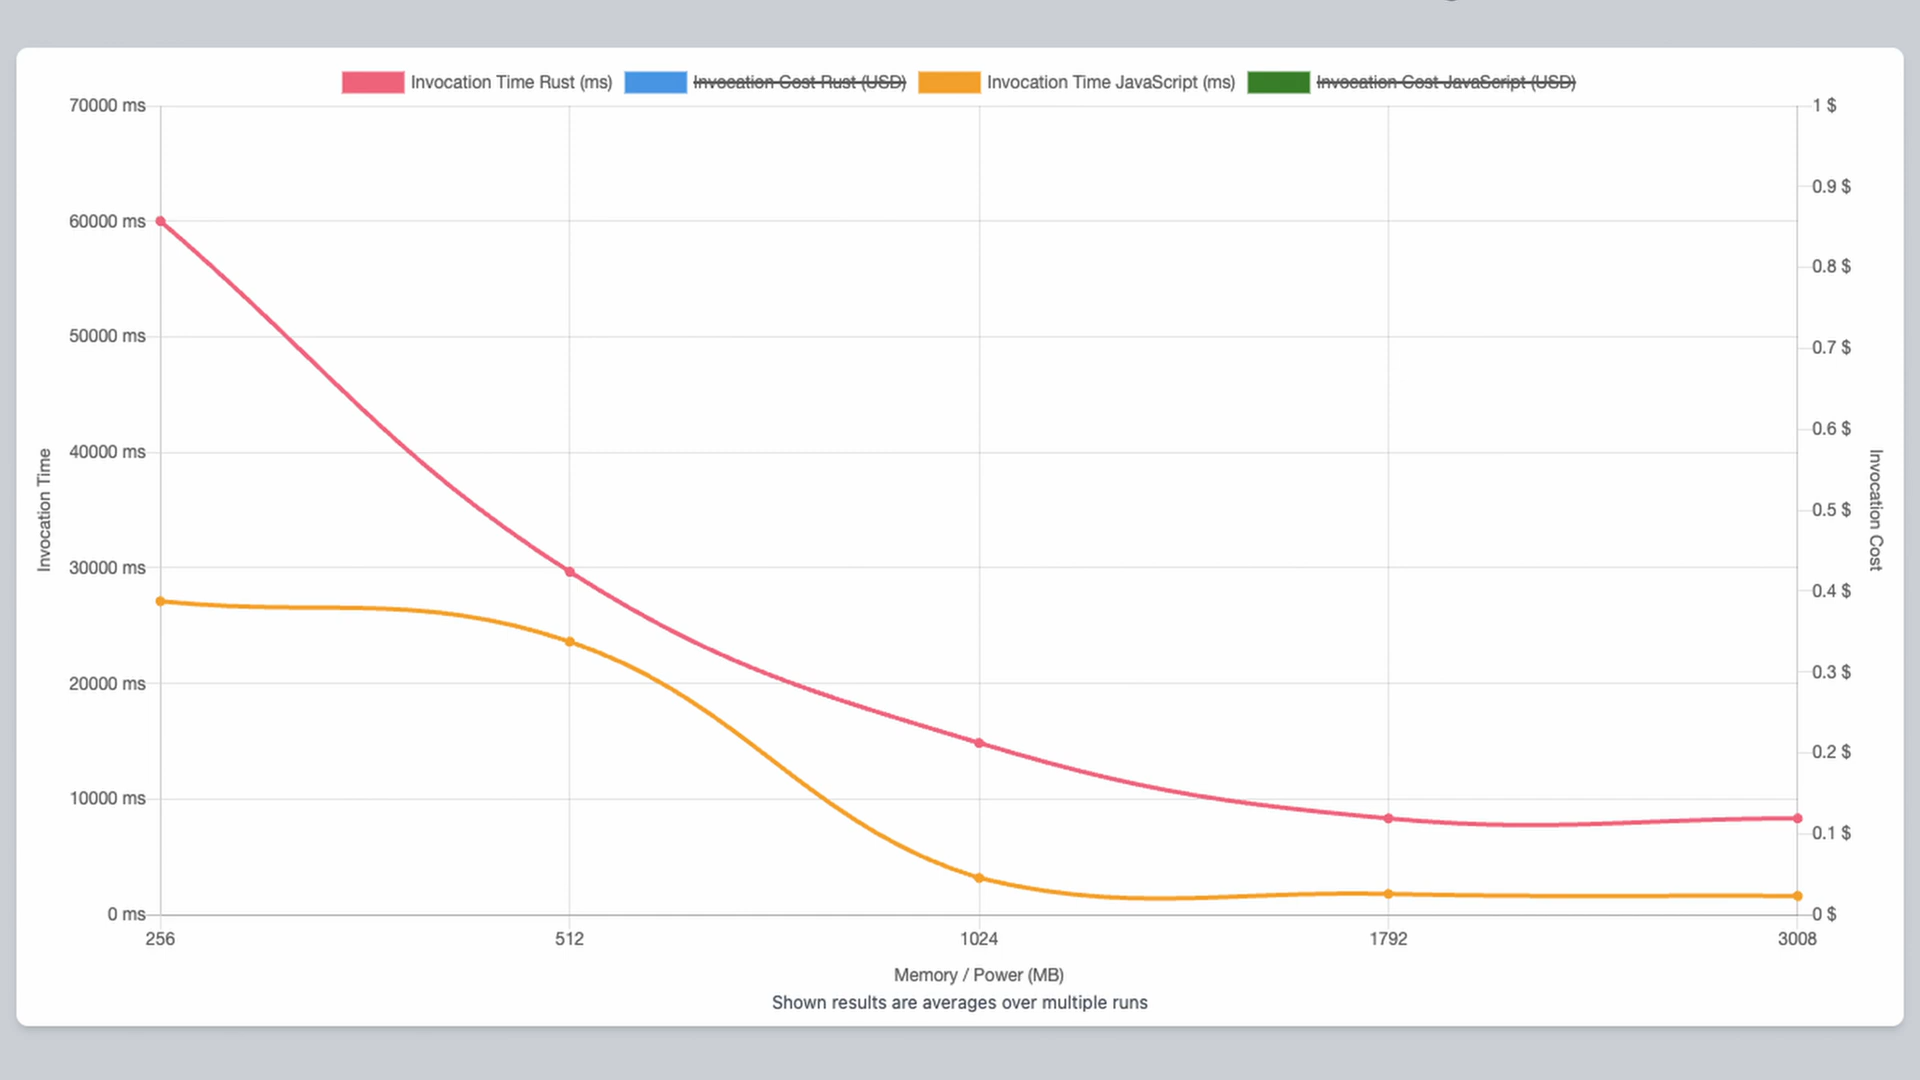 Invocation Time Rust (ms) Invocation Cost Rust (USD) Invocation Time JavaScript (ms) Invocation Cost JavaScript (USD)
70000 ms
60000 ms
50000 ms
40000 ms
30000 ms
20000 ms
10000 ms
0 ms
Invocation Time
1 $
0.9 $
0.8 $
0.7 $
0.6 $
0.5 $
0.4 $
0.3 $
0.2 $
0.1 $
0 $
Invocation Cost
256 512 1024 1792 3008
Memory / Power (MB)
Shown results are averages over multiple runs